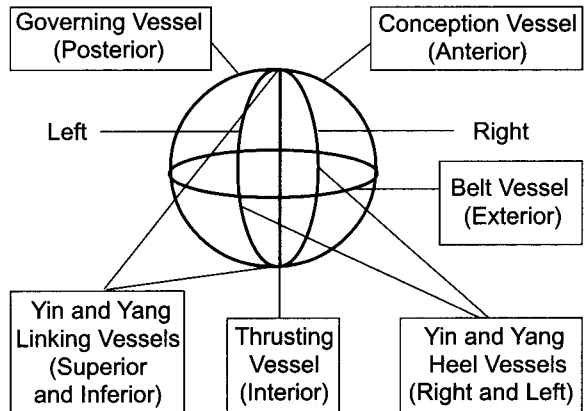 Governing Vessel
(Posterior)
Conception Vessel
(Anterior)
Left
Right
Belt Vessel
(Exterior)
Yin and Yang
Linking Vessels
(Superior
and Inferior)
Thrusting
Vessel
(Interior)
Yin and Yang
Heel Vessels
(Right and Left)